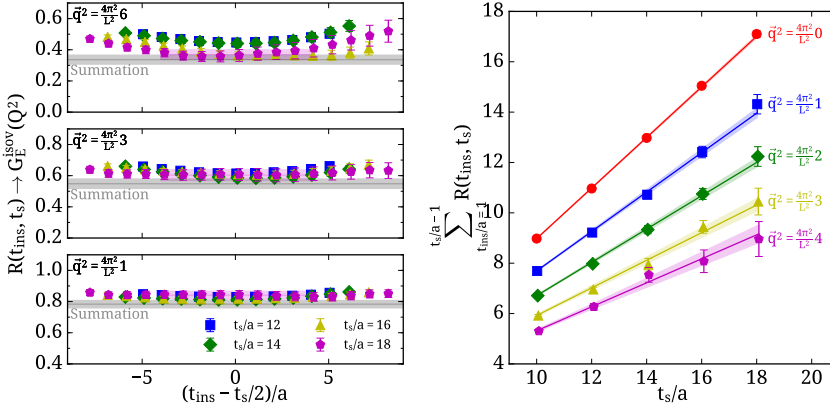 R(t_ins, t_s) → G_E^isov(Q²)
q⃗² = 4π²/L² 6
0.6
0.4
0.2
0.0
Summation
q⃗² = 4π²/L² 3
0.8
0.6
0.4
0.2
Summation
q⃗² = 4π²/L² 1
1.0
0.8
0.6
0.4
Summation
t_s/a = 12
t_s/a = 14
t_s/a = 16
t_s/a = 18
−5
0
5
(t_ins − t_s/2)/a
∑_{t_ins/a=1}^{t_s/a−1} R(t_ins, t_s)
18
16
14
12
10
8
6
4
q⃗² = 4π²/L² 0
q⃗² = 4π²/L² 1
q⃗² = 4π²/L² 2
q⃗² = 4π²/L² 3
q⃗² = 4π²/L² 4
10
12
14
16
18
20
t_s/a